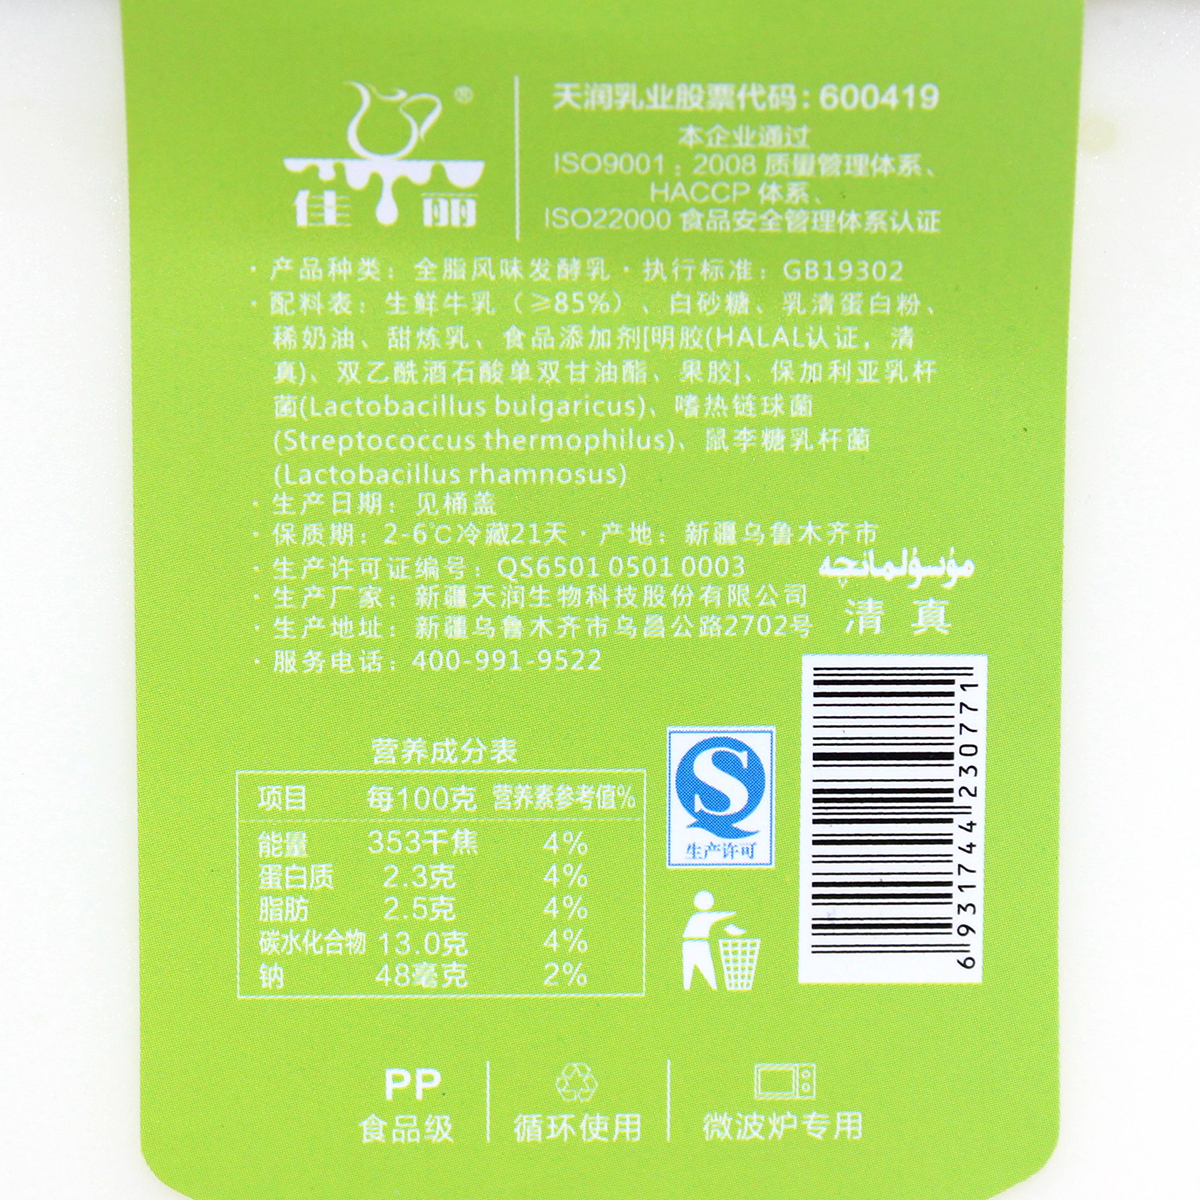 佳丽
®
天润乳业股票代码：600419
本企业通过
ISO9001：2008 质量管理体系、
HACCP 体系、
ISO22000 食品安全管理体系认证
·产品种类：全脂风味发酵乳·执行标准：GB19302
·配料表：生鲜牛乳（≥85%）、白砂糖、乳清蛋白粉、
稀奶油、甜炼乳、食品添加剂[明胶(HALAL认证，清
真)、双乙酰酒石酸单双甘油酯、果胶]、保加利亚乳杆
菌(Lactobacillus bulgaricus)、嗜热链球菌
(Streptococcus thermophilus)、鼠李糖乳杆菌
(Lactobacillus rhamnosus)
·生产日期：见桶盖
·保质期：2-6℃冷藏21天·产地：新疆乌鲁木齐市
·生产许可证编号：QS6501 0501 0003
·生产厂家：新疆天润生物科技股份有限公司
·生产地址：新疆乌鲁木齐市乌昌公路2702号
·服务电话：400-991-9522
مۇسۇلمانچە
清真
营养成分表
项目 每100克 营养素参考值%
能量 353千焦 4%
蛋白质 2.3克 4%
脂肪 2.5克 4%
碳水化合物 13.0克 4%
钠 48毫克 2%
QS
生产许可
6 931744 230771
PP
食品级
循环使用
微波炉专用